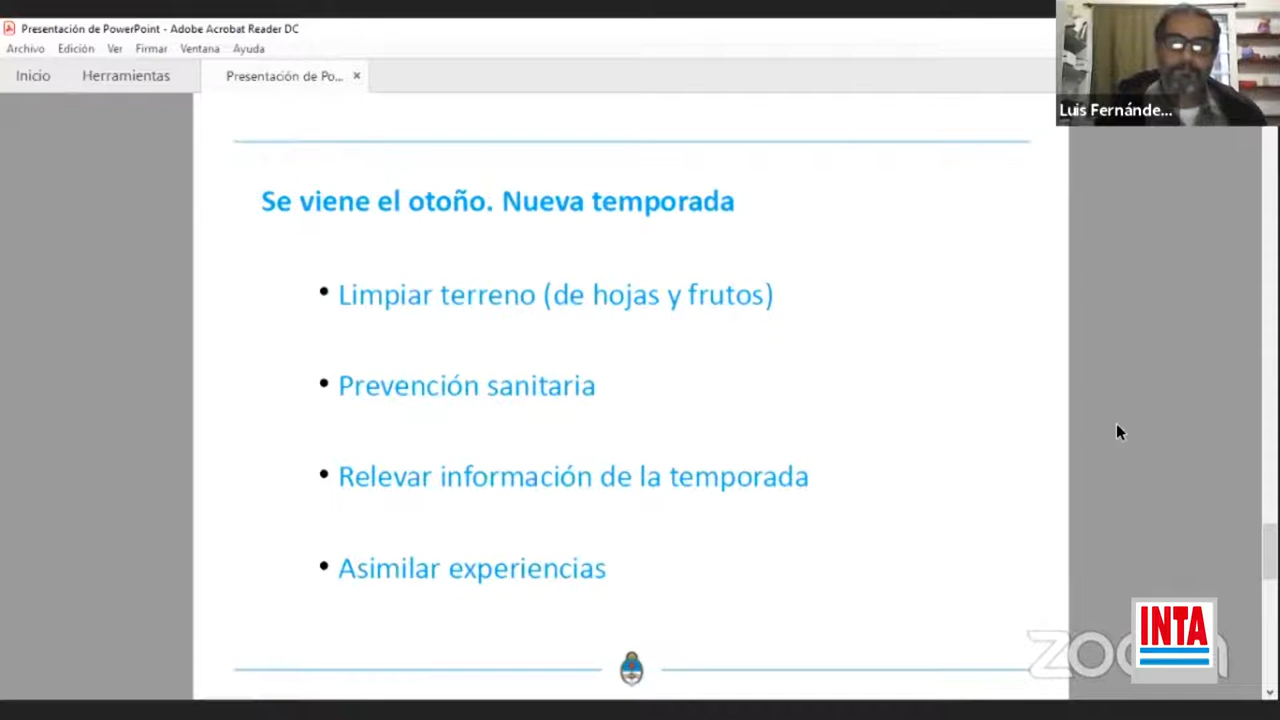 Presentación de PowerPoint - Adobe Acrobat Reader DC
Archivo Edición Ver Firmar Ventana Ayuda
Inicio Herramientas Presentación de Po... ×
Luis Fernánde...
Se viene el otoño. Nueva temporada
• Limpiar terreno (de hojas y frutos)
• Prevención sanitaria
• Relevar información de la temporada
• Asimilar experiencias
zoom
INTA